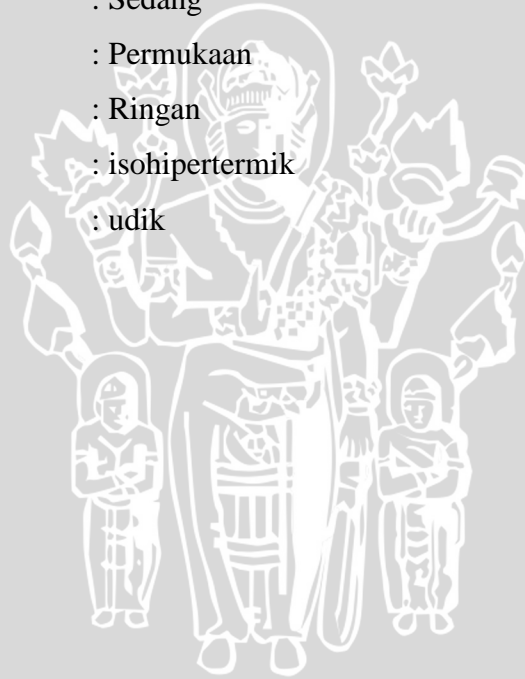 : Sedang
: Permukaan
: Ringan
: isohipertermik
: udik